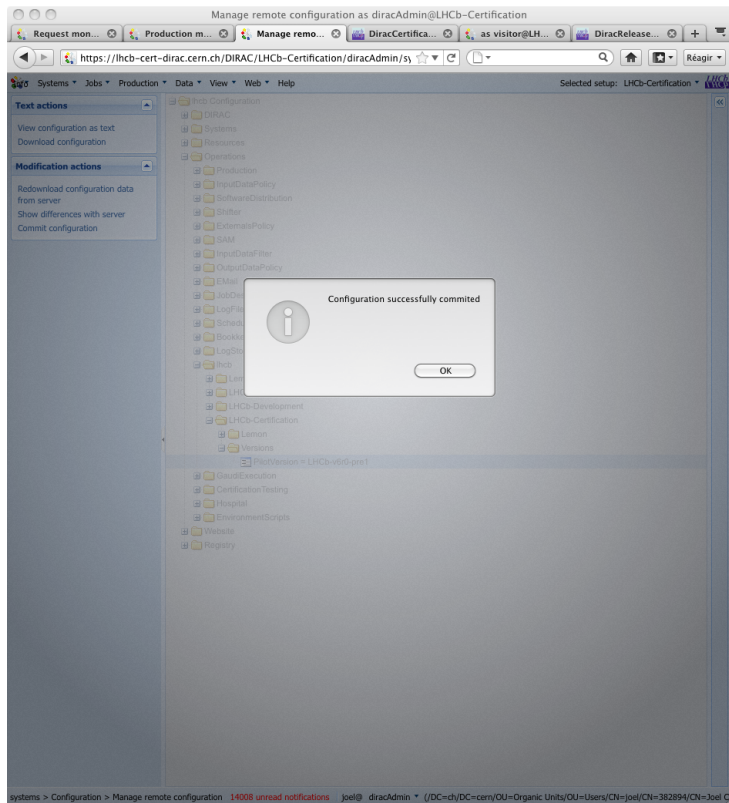 Manage remote configuration as diracAdmin@LHCb-Certification
Request mon... Production m... Manage remo... DiracCertifica... as visitor@LH... DiracRelease...
https://lhcb-cert-dirac.cern.ch/DIRAC/LHCb-Certification/diracAdmin/sy
Réagir
Systems Jobs Production Data View Web Help Selected setup: LHCb-Certification
Text actions
View configuration as text
Download configuration
Modification actions
Redownload configuration data
from server
Show differences with server
Commit configuration
lhcb Configuration
DIRAC
Systems
Resources
Operations
Production
InputDataPolicy
SoftwareDistribution
Shifter
ExternalsPolicy
SAM
InputDataFilter
OutputDataPolicy
EMail
LHCb-Development
LHCb-Certification
Lemon
Versions
PilotVersion = LHCb-v6r0-pre1
GaudiExecution
CertificationTesting
Hospital
EnvironmentScripts
Website
Registry
Configuration successfully commited
OK
systems > Configuration > Manage remote configuration 14008 unread notifications joel@ diracAdmin (/DC=ch/DC=cern/OU=Organic Units/OU=Users/CN=joel/CN=382894/CN=Joel C